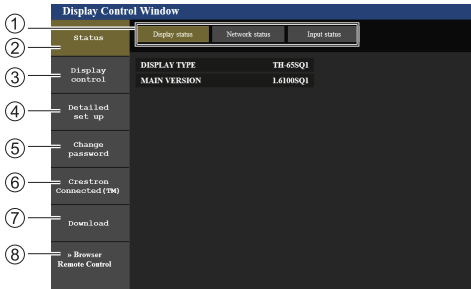 Display Control Window
①
Status
Display status Network status Input status
②
DISPLAY TYPE TH-65SQ1
MAIN VERSION 1.6100SQ1
③
Display
control
④
Detailed
set up
⑤
Change
password
⑥
Crestron
Connected(TM)
⑦
Download
⑧
» Browser
Remote Control